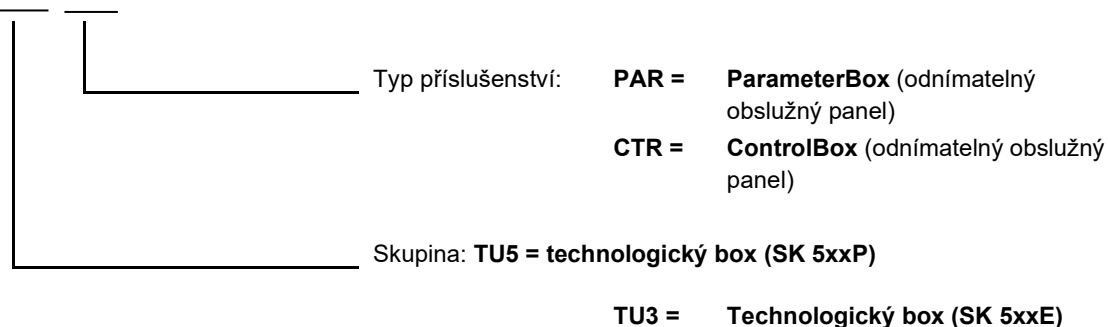 Typ příslušenství: PAR = ParameterBox (odnímatelný
obslužný panel)
CTR = ControlBox (odnímatelný obslužný
panel)
Skupina: TU5 = technologický box (SK 5xxP)
TU3 = Technologický box (SK 5xxE)